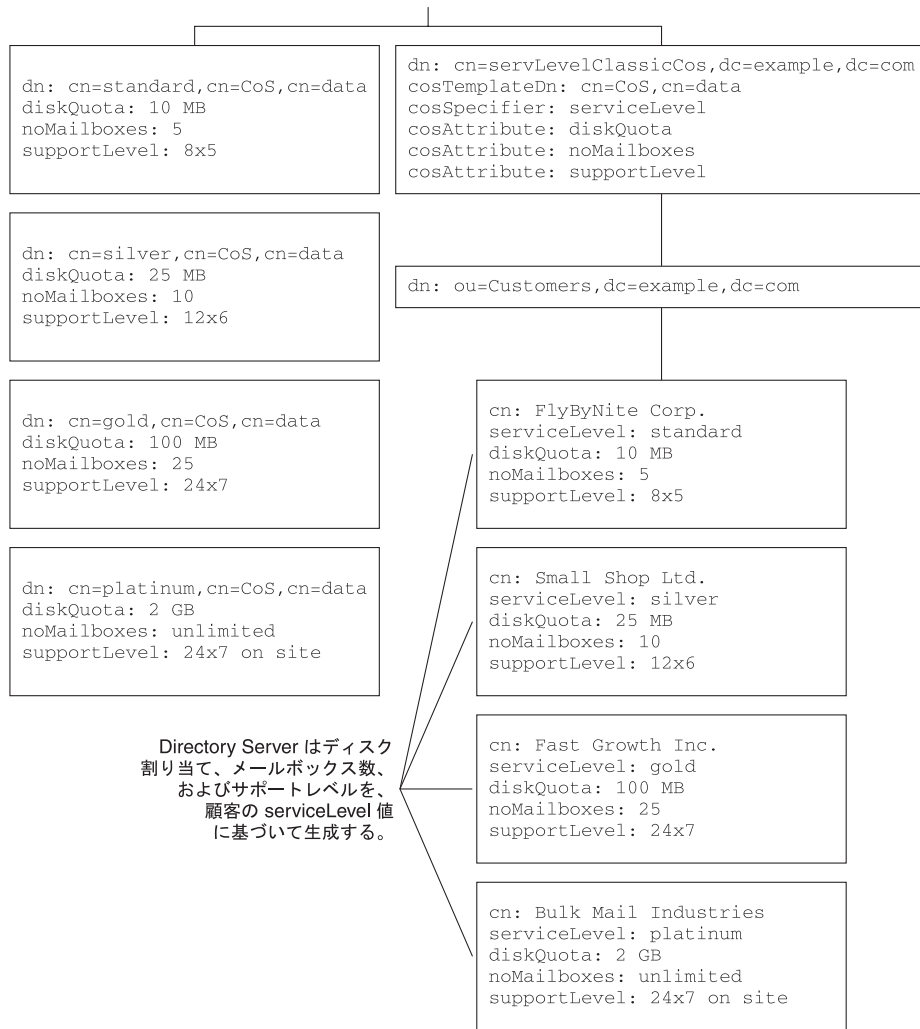 dn: cn=standard,cn=CoS,cn=data
diskQuota: 10 MB
noMailboxes: 5
supportLevel: 8x5
dn: cn=silver,cn=CoS,cn=data
diskQuota: 25 MB
noMailboxes: 10
supportLevel: 12x6
dn: cn=gold,cn=CoS,cn=data
diskQuota: 100 MB
noMailboxes: 25
supportLevel: 24x7
dn: cn=platinum,cn=CoS,cn=data
diskQuota: 2 GB
noMailboxes: unlimited
supportLevel: 24x7 on site
dn: cn=servLevelClassicCos,dc=example,dc=com
cosTemplateDn: cn=CoS,cn=data
cosSpecifier: serviceLevel
cosAttribute: diskQuota
cosAttribute: noMailboxes
cosAttribute: supportLevel
dn: ou=Customers,dc=example,dc=com
cn: FlyByNite Corp.
serviceLevel: standard
diskQuota: 10 MB
noMailboxes: 5
supportLevel: 8x5
cn: Small Shop Ltd.
serviceLevel: silver
diskQuota: 25 MB
noMailboxes: 10
supportLevel: 12x6
cn: Fast Growth Inc.
serviceLevel: gold
diskQuota: 100 MB
noMailboxes: 25
supportLevel: 24x7
cn: Bulk Mail Industries
serviceLevel: platinum
diskQuota: 2 GB
noMailboxes: unlimited
supportLevel: 24x7 on site
Directory Server はディスク
割り当て、メールボックス数、
およびサポートレベルを、
顧客の serviceLevel 値
に基づいて生成する。